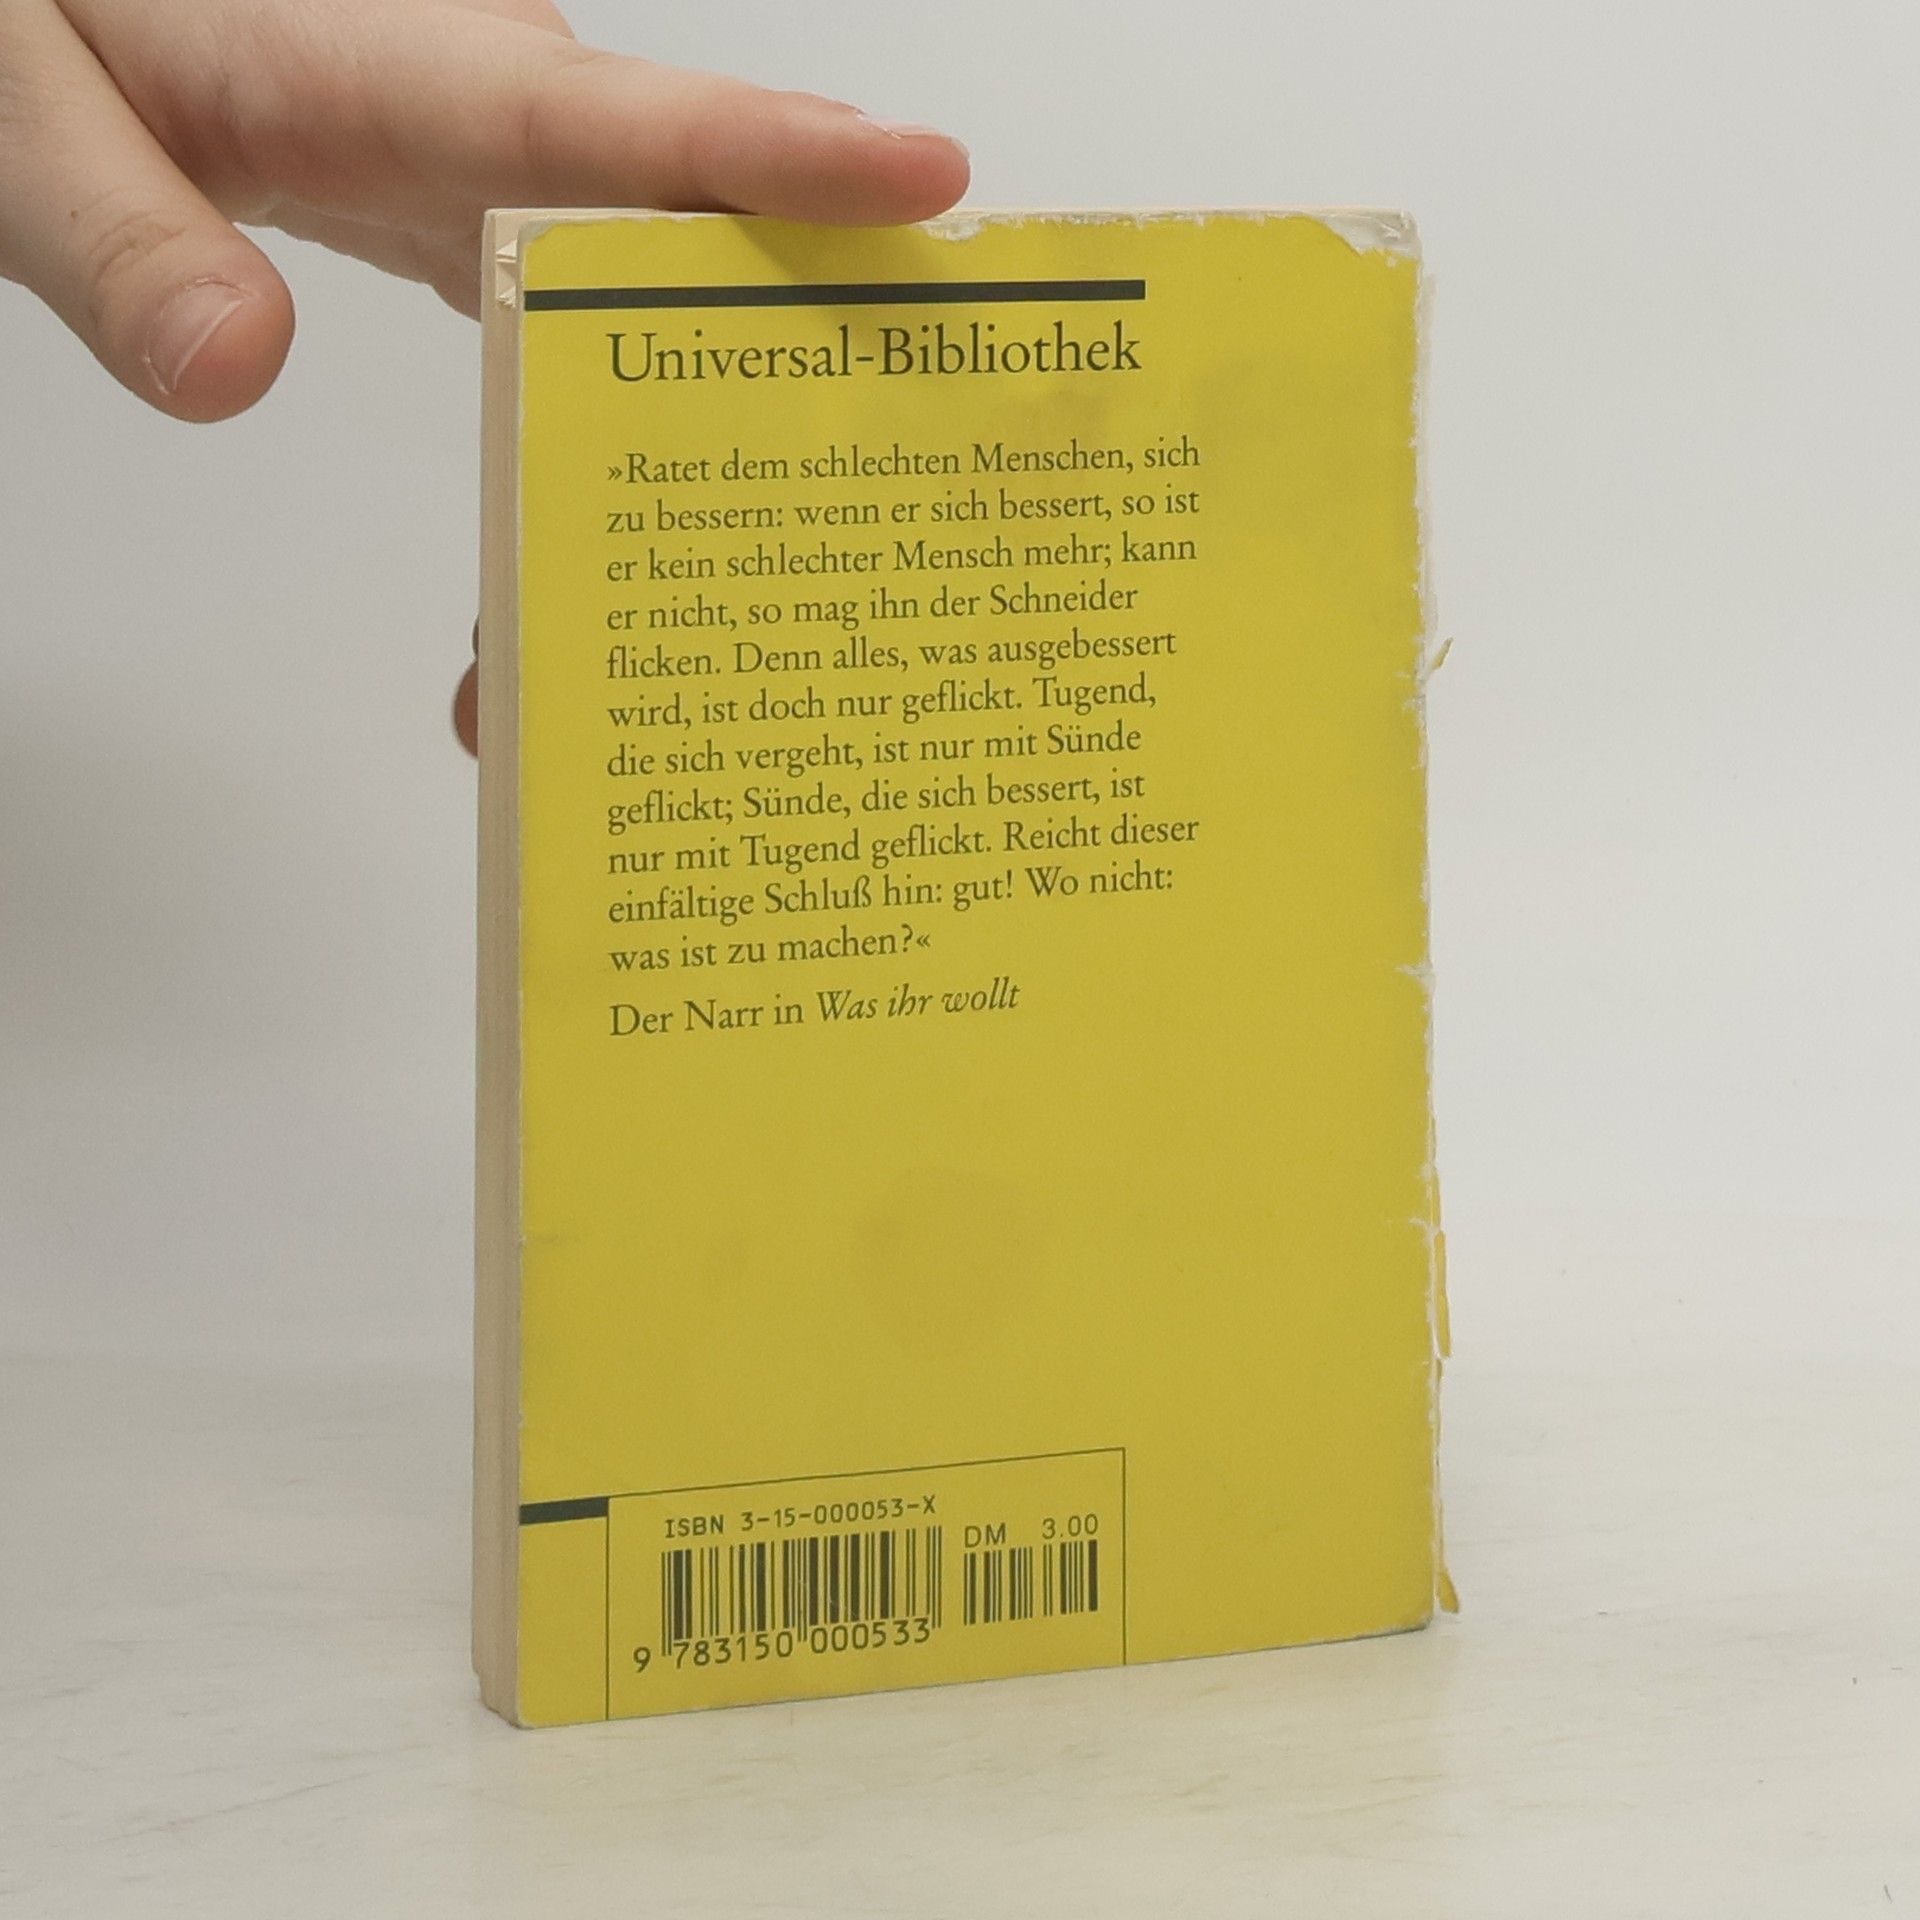 Universal-Bibliothek
»Ratet dem schlechten Menschen, sich
zu bessern: wenn er sich bessert, so ist
er kein schlechter Mensch mehr; kann
er nicht, so mag ihn der Schneider
flicken. Denn alles, was ausgebessert
wird, ist doch nur geflickt. Tugend,
die sich vergeht, ist nur mit Sünde
geflickt; Sünde, die sich bessert, ist
nur mit Tugend geflickt. Reicht dieser
einfältige Schluß hin: gut! Wo nicht:
was ist zu machen?«
Der Narr in Was ihr wollt
ISBN 3-15-000053-X
DM 3.00
9 783150 000533